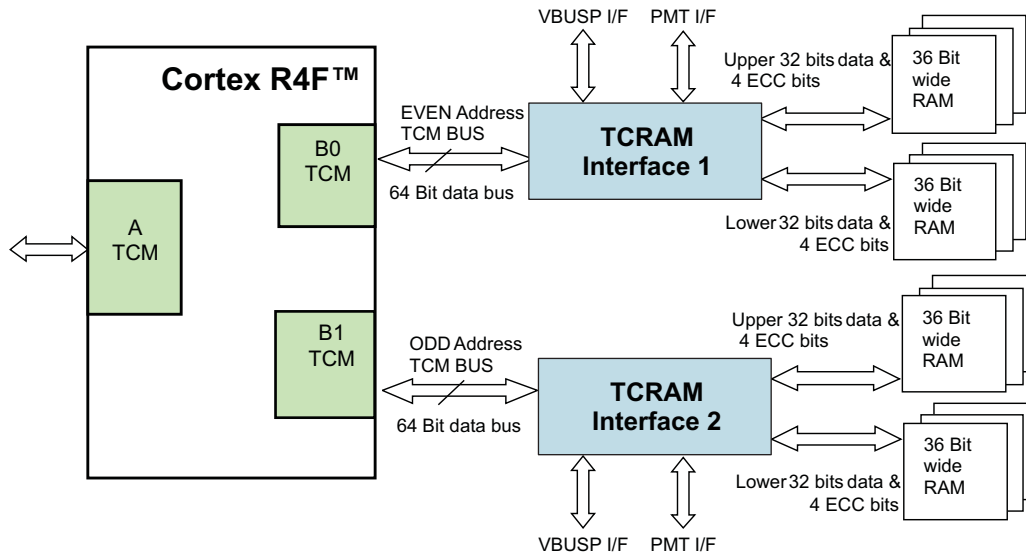 VBUSP I/F
PMT I/F
Cortex R4F™
Upper 32 bits data &
4 ECC bits
36 Bit
wide
RAM
EVEN Address
TCM BUS
B0
TCM
TCRAM
Interface 1
64 Bit data bus
36 Bit
wide
RAM
Lower 32 bits data &
4 ECC bits
A
TCM
B1
TCM
ODD Address
TCM BUS
Upper 32 bits data &
4 ECC bits
36 Bit
wide
RAM
TCRAM
Interface 2
64 Bit data bus
36 Bit
wide
RAM
Lower 32 bits data &
4 ECC bits
VBUSP I/F
PMT I/F